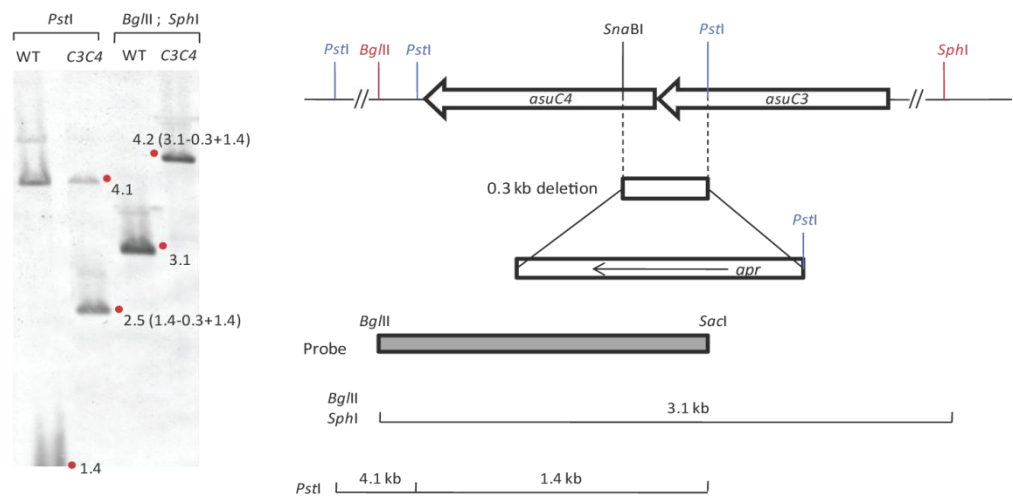 PstI
BglII ; SphI
WT
C3C4
WT
C3C4
4.2 (3.1-0.3+1.4)
4.1
3.1
2.5 (1.4-0.3+1.4)
1.4
PstI
BglII
PstI
SnaBI
PstI
SphI
asuC4
asuC3
0.3 kb deletion
PstI
apr
BglII
SacI
Probe
BglII
SphI
3.1 kb
PstI
4.1 kb
1.4 kb